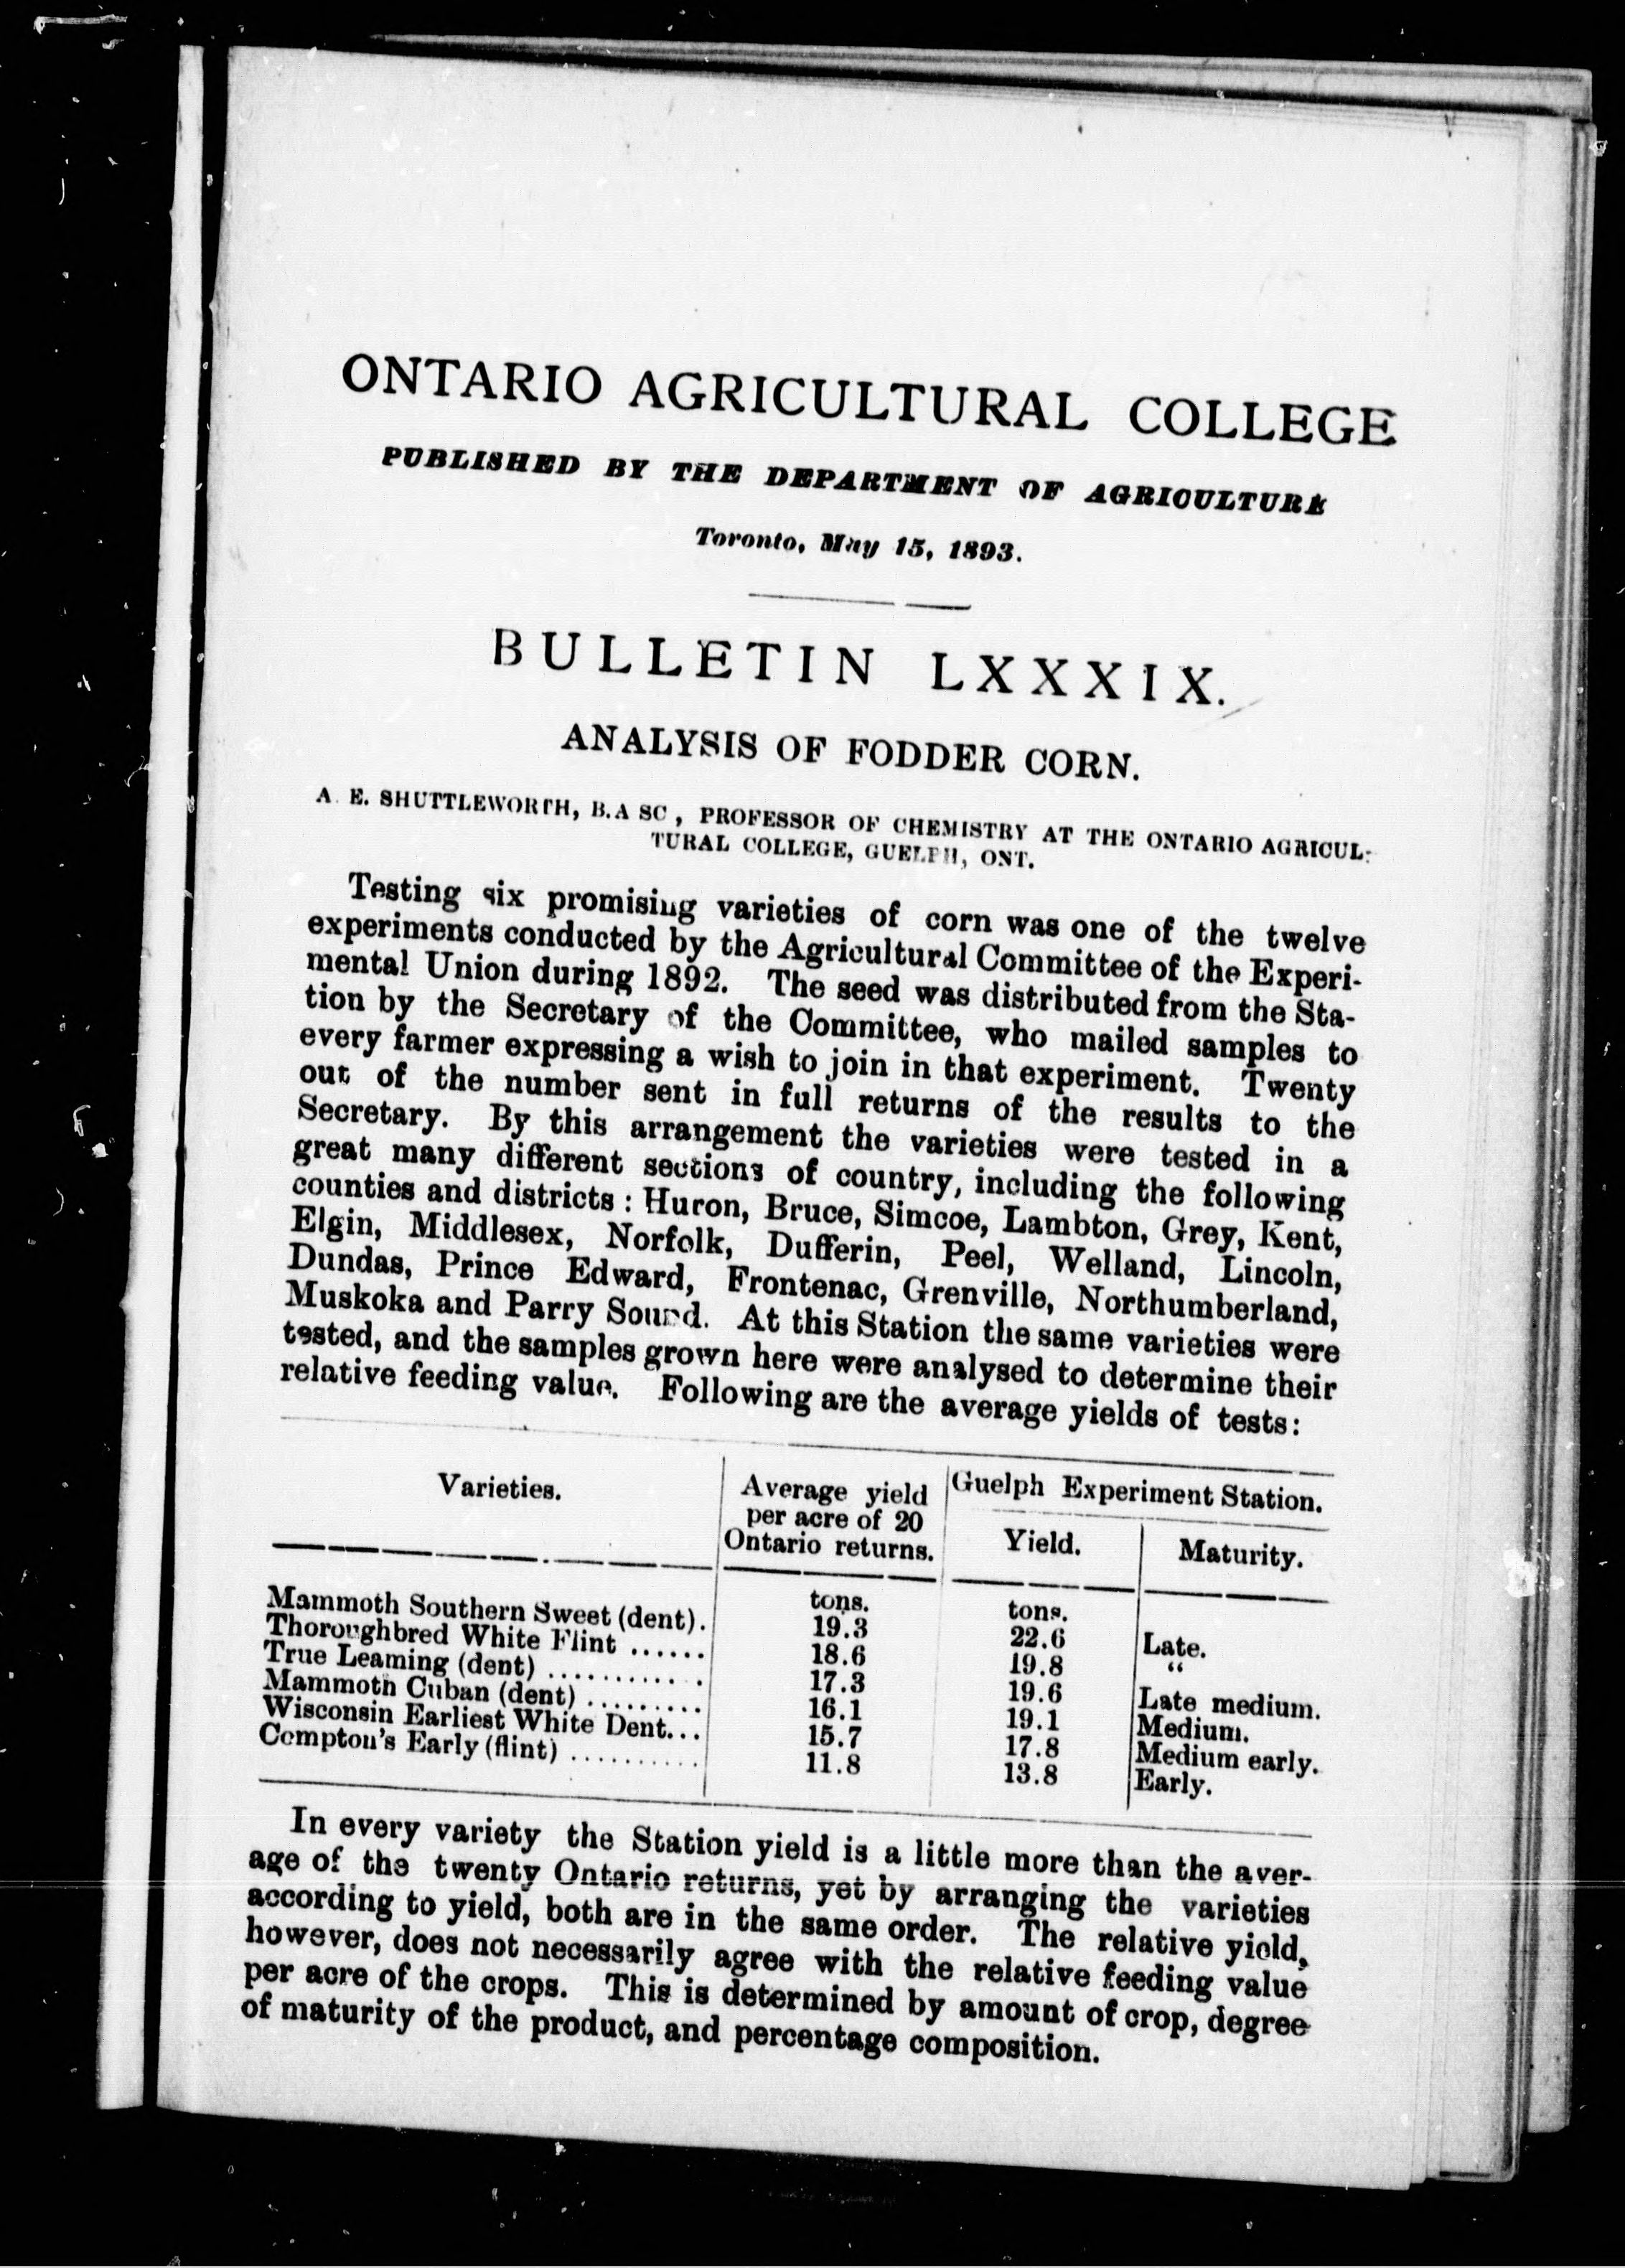 ONTARIO AGRICULTURAL COLLEGE
PUBLISHED BY THE DEPARTMENT OF AGRICULTURE
Toronto, May 15, 1893.
BULLETIN LXXXIX.
ANALYSIS OF FODDER CORN.
A. E. SHUTTLEWORTH, B.A SC, PROFESSOR OF CHEMISTRY AT THE ONTARIO AGRICUL-
TURAL COLLEGE, GUELPH, ONT.
Testing six promising varieties of corn was one of the twelve
experiments conducted by the Agricultural Committee of the Experi-
mental Union during 1892. The seed was distributed from the Sta-
tion by the Secretary of the Committee, who mailed samples to
every farmer expressing a wish to join in that experiment. Twenty
out of the number sent in full returns of the results to the
Secretary. By this arrangement the varieties were tested in a
great many different sections of country, including the following
counties and districts : Huron, Bruce, Simcoe, Lambton, Grey, Kent,
Elgin, Middlesex, Norfolk, Dufferin, Peel, Welland, Lincoln,
Dundas, Prince Edward, Frontenac, Grenville, Northumberland,
Muskoka and Parry Sound. At this Station the same varieties were
tested, and the samples grown here were analysed to determine their
relative feeding value. Following are the average yields of tests:
Varieties. Average yield per acre of 20 Ontario returns. Guelph Experiment Station.
Yield. Maturity.
tons. tons.
Mammoth Southern Sweet (dent). 19.3 22.6 Late.
Thoroughbred White Flint ...... 18.6 19.8 "
True Leaming (dent) ............ 17.3 19.6 Late medium.
Mammoth Cuban (dent) ......... 16.1 19.1 Medium.
Wisconsin Earliest White Dent... 15.7 17.8 Medium early.
Compton's Early (flint) .......... 11.8 13.8 Early.
In every variety the Station yield is a little more than the aver-
age of the twenty Ontario returns, yet by arranging the varieties
according to yield, both are in the same order. The relative yield,
however, does not necessarily agree with the relative feeding value
per acre of the crops. This is determined by amount of crop, degree
of maturity of the product, and percentage composition.